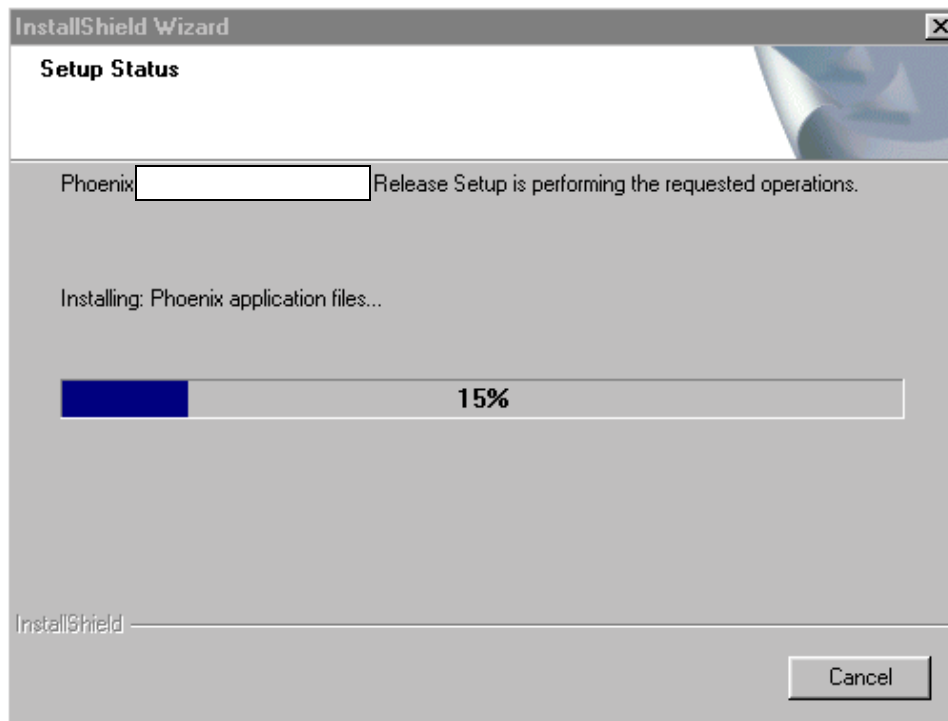 InstallShield Wizard
Setup Status
Phoenix Release Setup is performing the requested operations.
Installing: Phoenix application files...
15%
InstallShield
Cancel